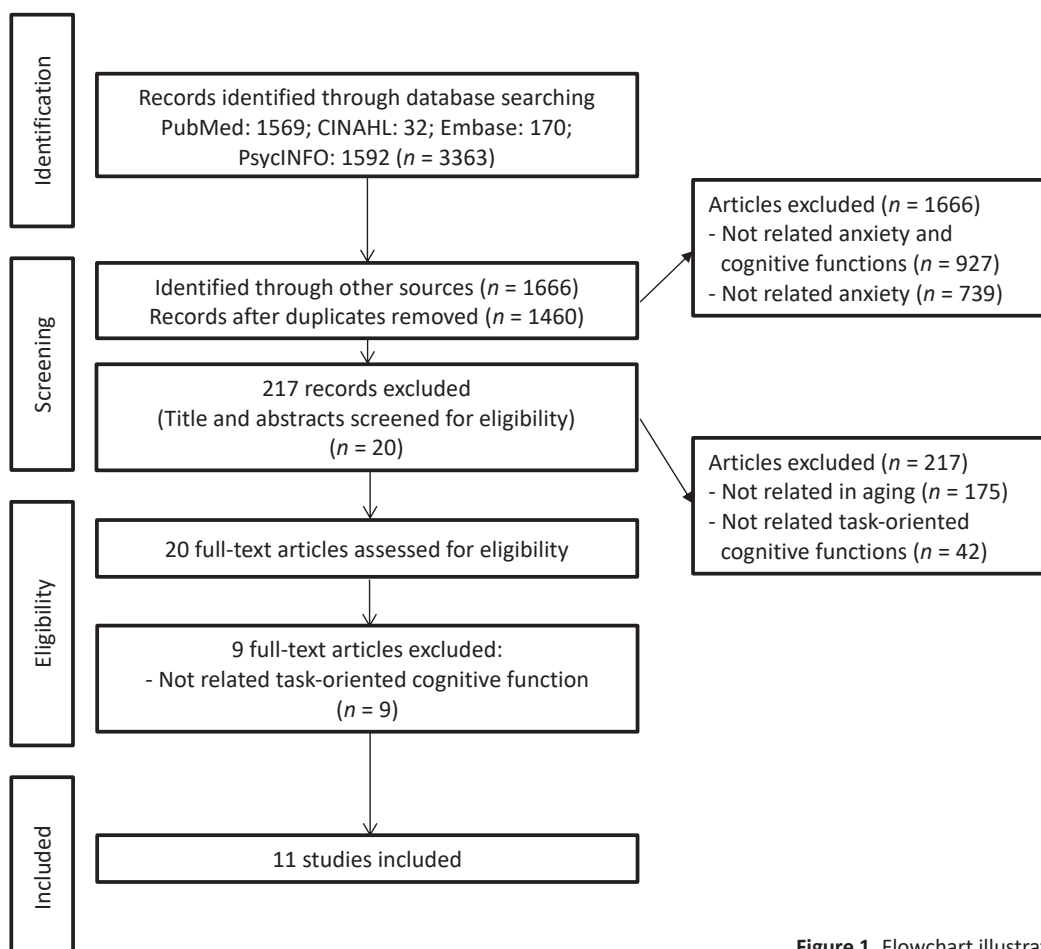 Identification
Records identified through database searching
PubMed: 1569; CINAHL: 32; Embase: 170;
PsycINFO: 1592 (n = 3363)
Articles excluded (n = 1666)
- Not related anxiety and
cognitive functions (n = 927)
- Not related anxiety (n = 739)
Screening
Identified through other sources (n = 1666)
Records after duplicates removed (n = 1460)
217 records excluded
(Title and abstracts screened for eligibility)
(n = 20)
Articles excluded (n = 217)
- Not related in aging (n = 175)
- Not related task-oriented
cognitive functions (n = 42)
Eligibility
20 full-text articles assessed for eligibility
9 full-text articles excluded:
- Not related task-oriented cognitive function
(n = 9)
Included
11 studies included
Figure 1. Flowchart illustrat